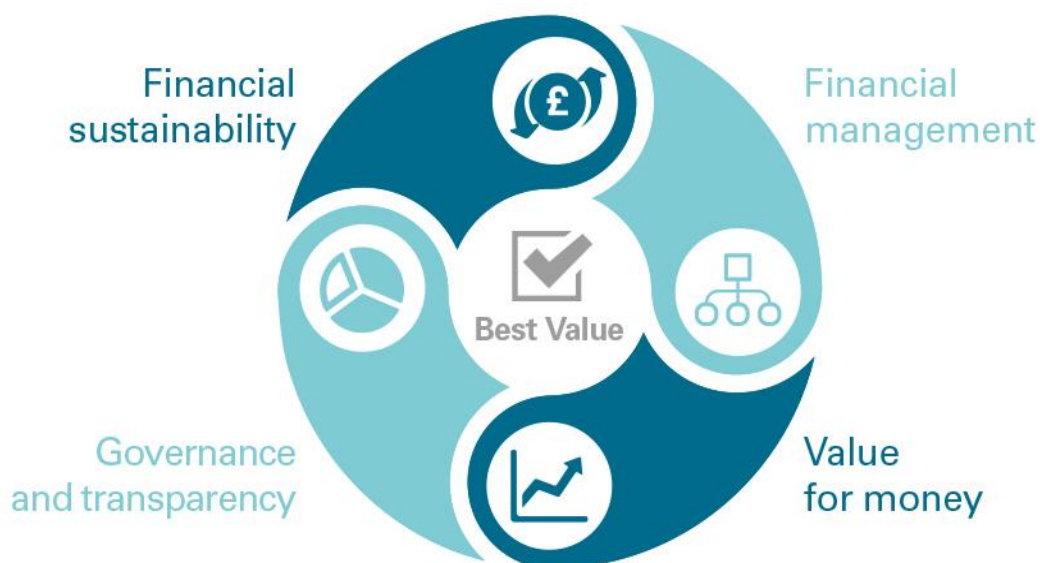 Financial
sustainability
Financial
management
£
Best Value
Governance
and transparency
Value
for money